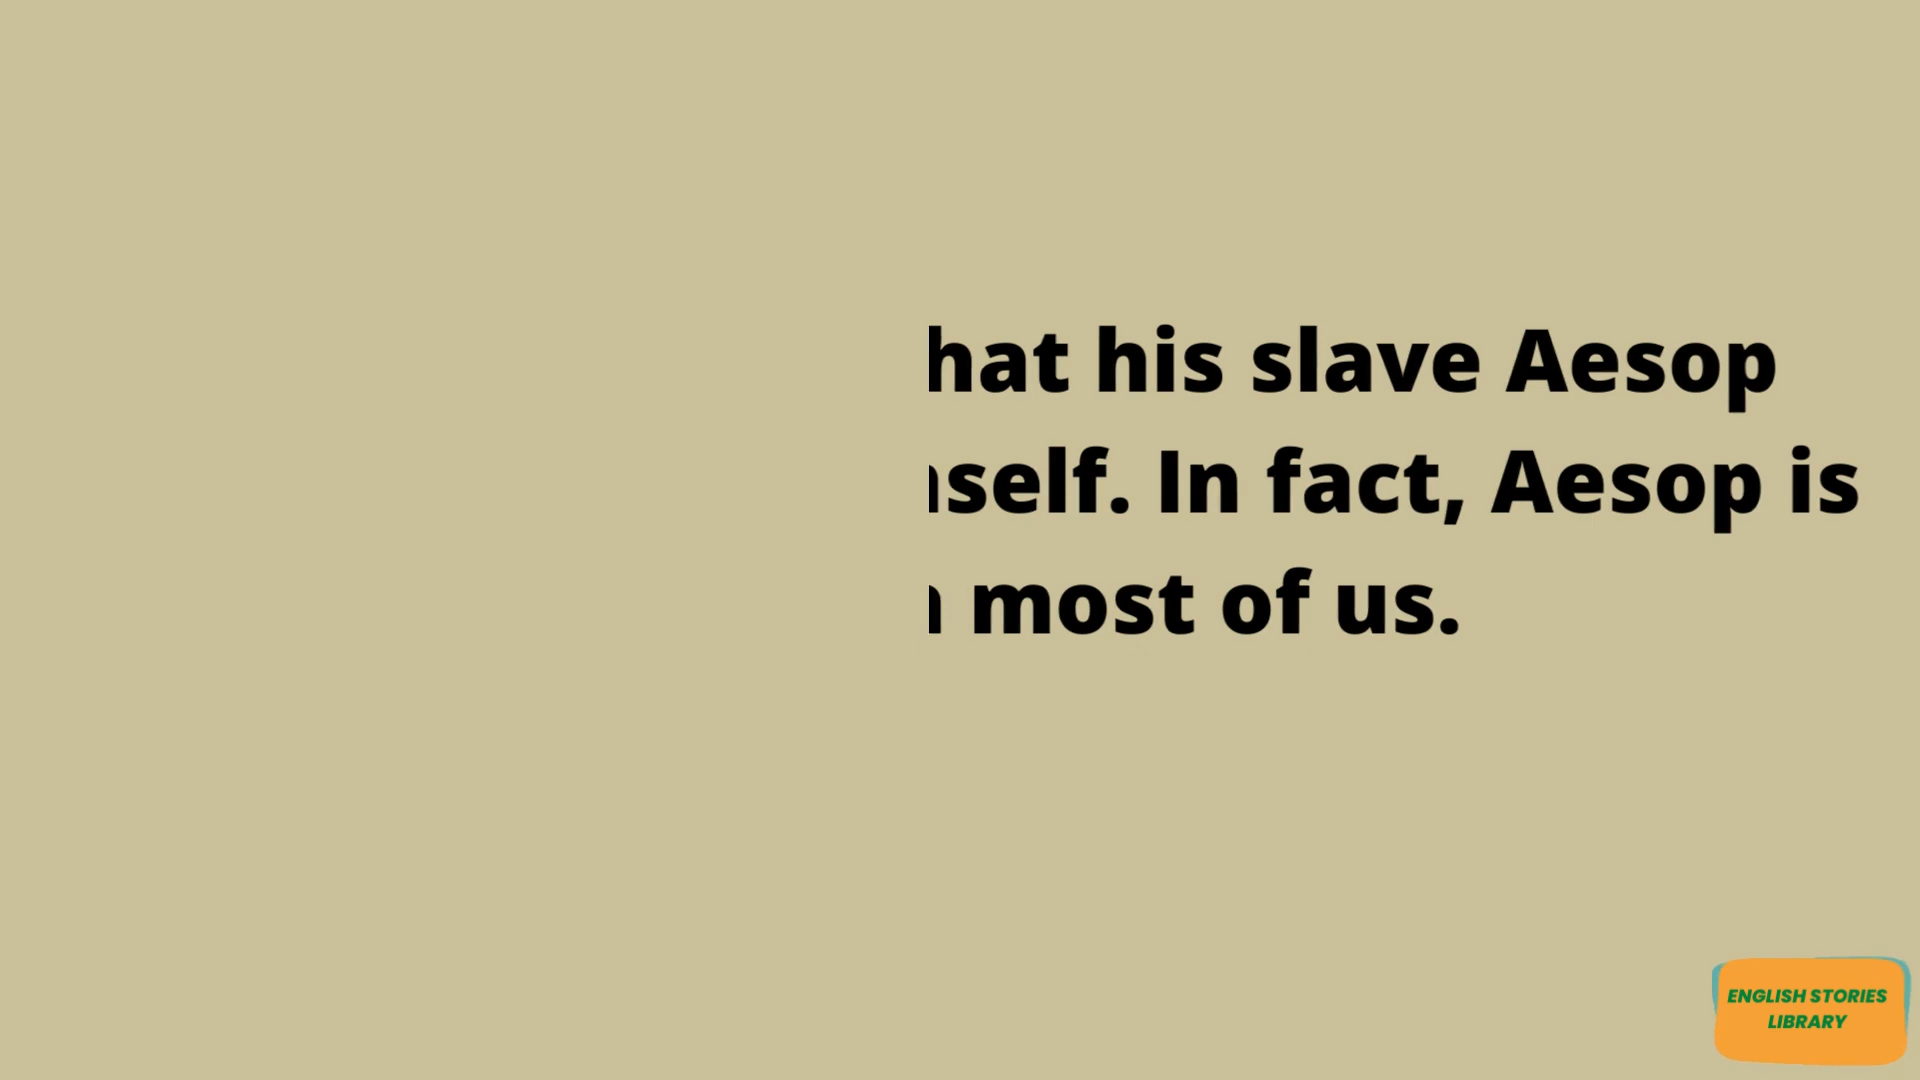 hat his slave Aesop
self. In fact, Aesop is
most of us.
ENGLISH STORIES
LIBRARY